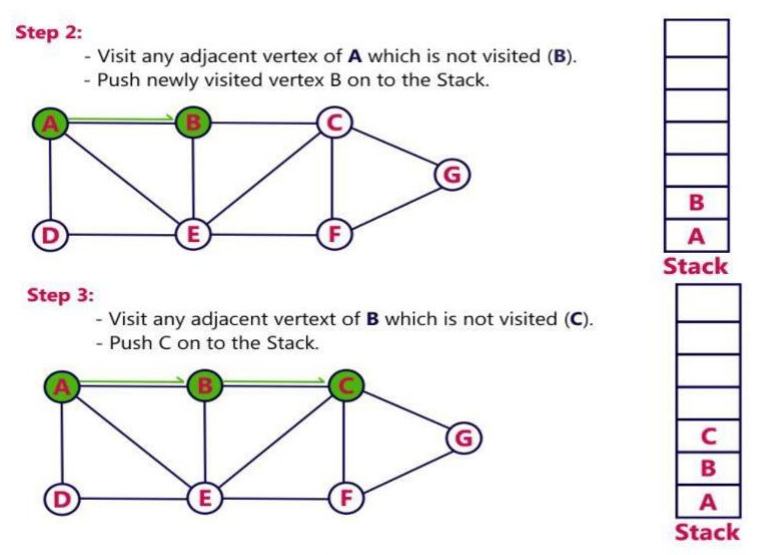 Step 2:
- Visit any adjacent vertex of A which is not visited (B).
- Push newly visited vertex B on to the Stack.
A B C
G
D E F
B
A
Stack
Step 3:
- Visit any adjacent vertext of B which is not visited (C).
- Push C on to the Stack.
A B C
G
D E F
C
B
A
Stack